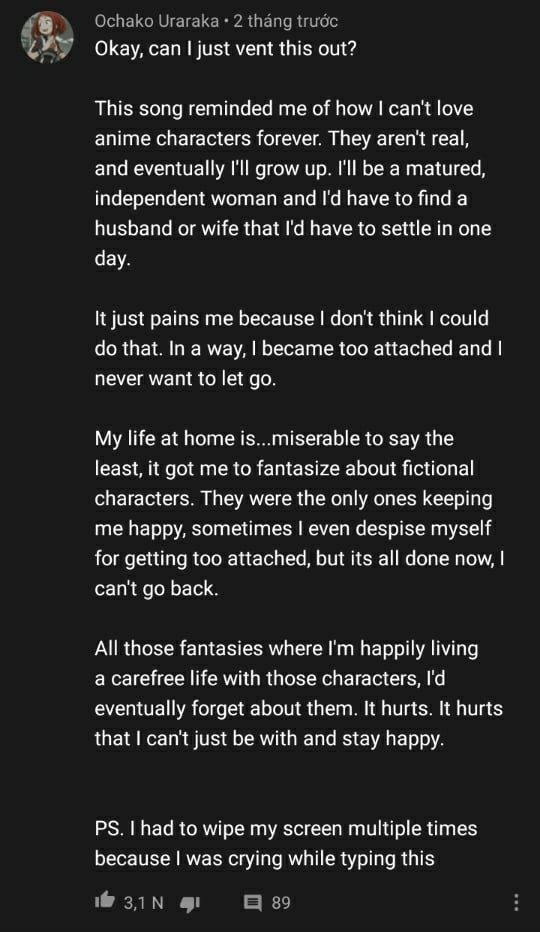 Ochako Uraraka • 2 tháng trước
Okay, can I just vent this out?
This song reminded me of how I can't love
anime characters forever. They aren't real,
and eventually I'll grow up. I'll be a matured,
independent woman and I'd have to find a
husband or wife that I'd have to settle in one
day.
It just pains me because I don't think I could
do that. In a way, I became too attached and I
never want to let go.
My life at home is...miserable to say the
least, it got me to fantasize about fictional
characters. They were the only ones keeping
me happy, sometimes I even despise myself
for getting too attached, but its all done now, I
can't go back.
All those fantasies where I'm happily living
a carefree life with those characters, I'd
eventually forget about them. It hurts. It hurts
that I can't just be with and stay happy.
PS. I had to wipe my screen multiple times
because I was crying while typing this
3,1 N 89